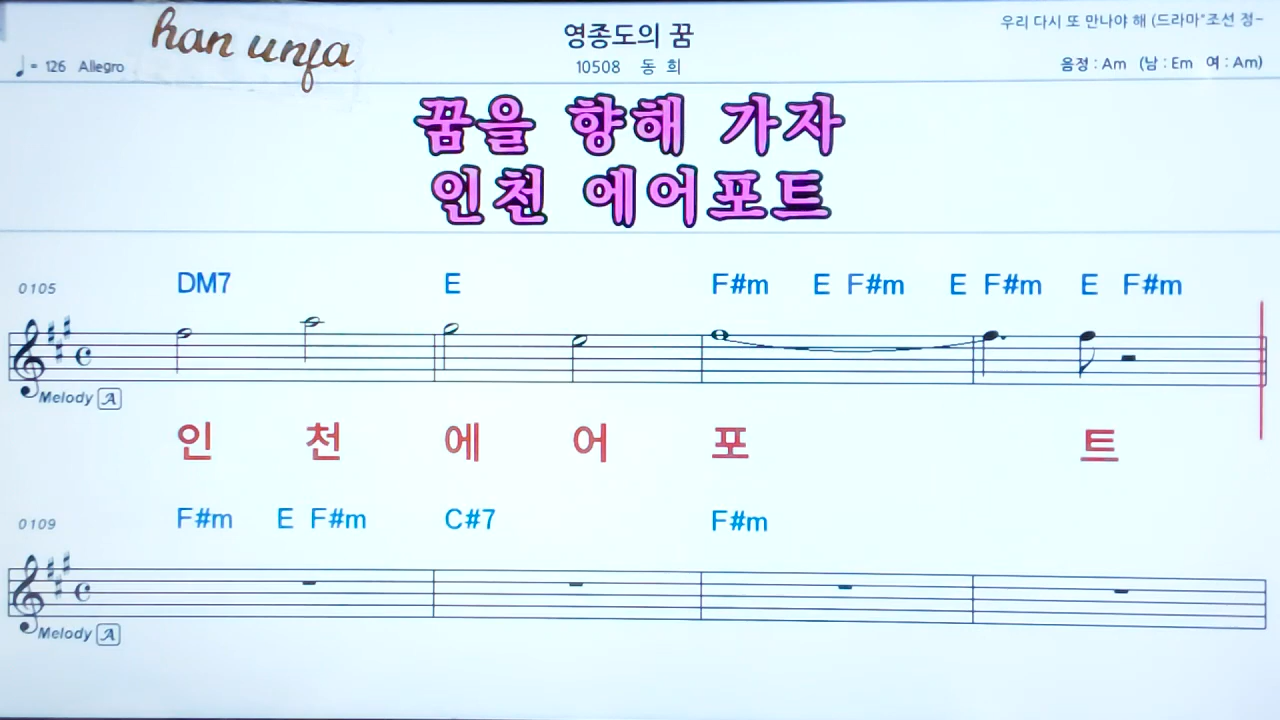 han unfa
영종도의 꿈
우리 다시 또 만나야 해 (드라마"조선 정-
♩= 126 Allegro
10508 동 희
음정 : Am (남 : Em 여 : Am)
꿈을 향해 가자
인천 에어포트
0105 DM7 E F#m E F#m E F#m E F#m
Melody A
인 천 에 어 포 트
0109 F#m E F#m C#7 F#m
Melody A